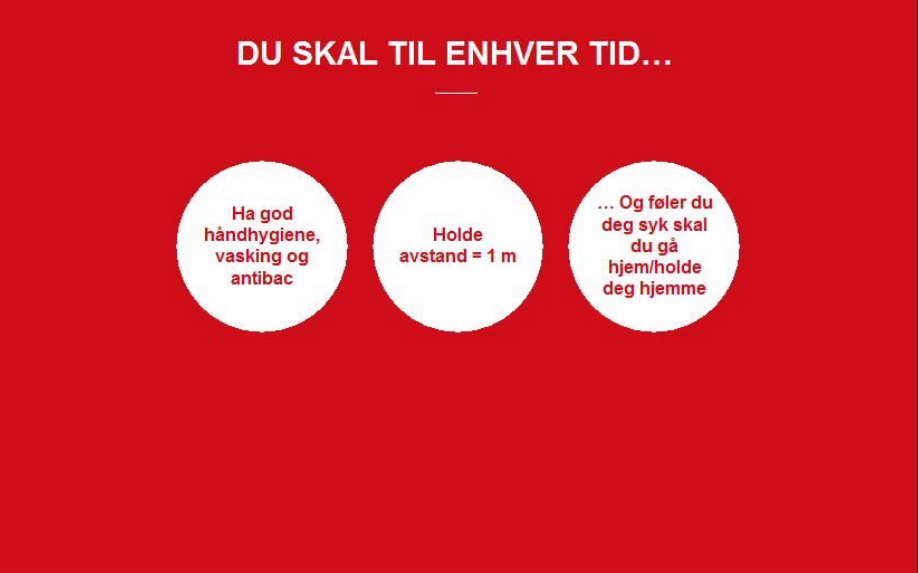 DU SKAL TIL ENHVER TID…
Ha god
håndhygiene,
vasking og
antibac
Holde
avstand = 1 m
… Og føler du
deg syk skal
du gå
hjem/holde
deg hjemme